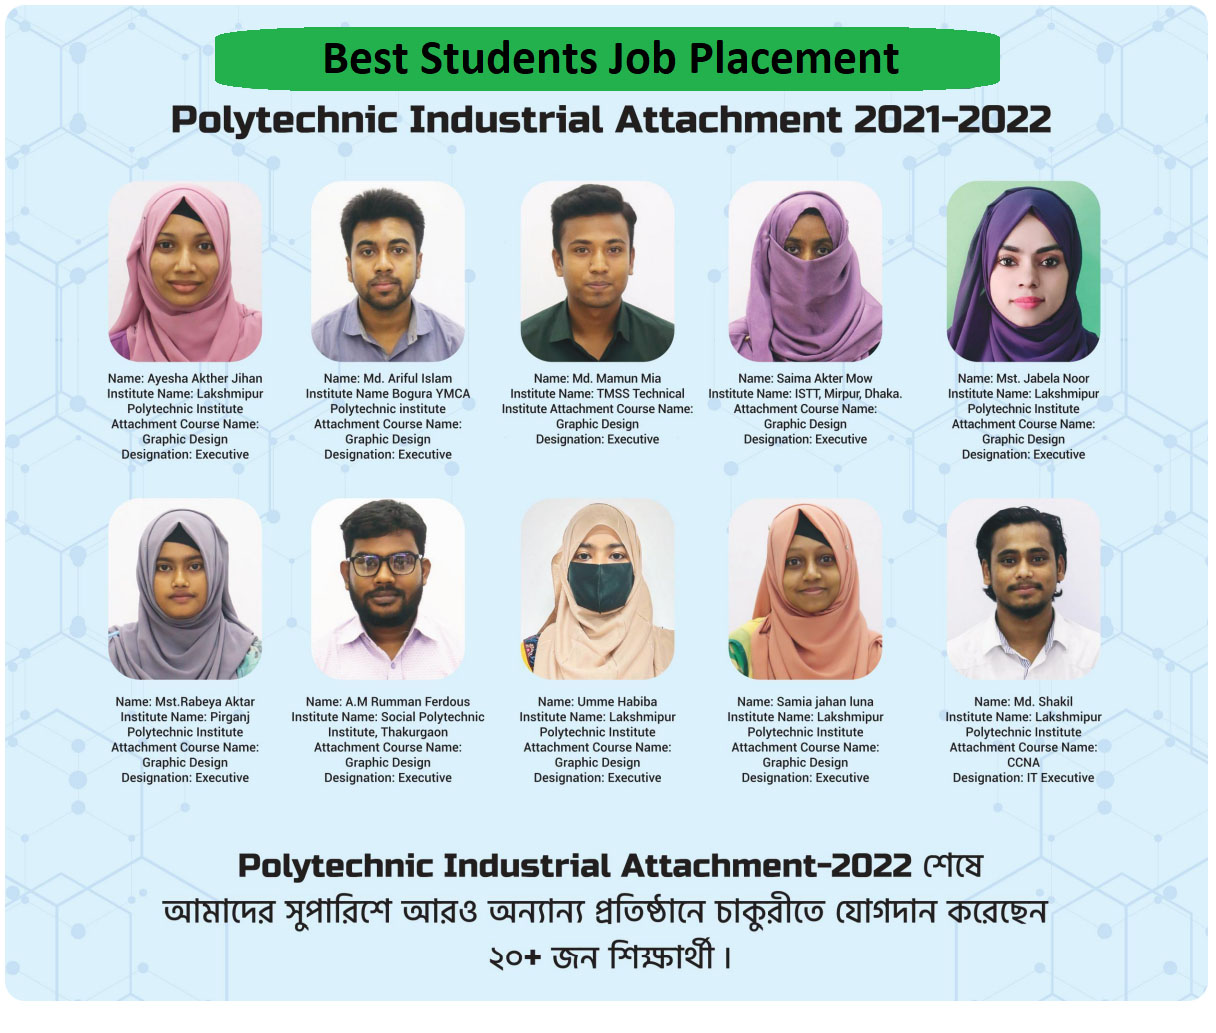 Best Students Job Placement
Polytechnic Industrial Attachment 2021-2022
Name: Ayesha Akther Jihan
Institute Name: Lakshmipur
Polytechnic Institute
Attachment Course Name:
Graphic Design
Designation: Executive
Name: Md. Ariful Islam
Institute Name Bogura YMCA
Polytechnic institute
Attachment Course Name:
Graphic Design
Designation: Executive
Name: Md. Mamun Mia
Institute Name: TMSS Technical
Institute Attachment Course Name:
Graphic Design
Designation: Executive
Name: Saima Akter Mow
Institute Name: ISTT, Mirpur, Dhaka.
Attachment Course Name:
Graphic Design
Designation: Executive
Name: Mst. Jabela Noor
Institute Name: Lakshmipur
Polytechnic Institute
Attachment Course Name:
Graphic Design
Designation: Executive
Name: Mst.Rabeya Aktar
Institute Name: Pirganj
Polytechnic Institute
Attachment Course Name:
Graphic Design
Designation: Executive
Name: A.M Rumman Ferdous
Institute Name: Social Polytechnic
Institute, Thakurgaon
Attachment Course Name:
Graphic Design
Designation: Executive
Name: Umme Habiba
Institute Name: Lakshmipur
Polytechnic Institute
Attachment Course Name:
Graphic Design
Designation: Executive
Name: Samia jahan luna
Institute Name: Lakshmipur
Polytechnic Institute
Attachment Course Name:
Graphic Design
Designation: Executive
Name: Md. Shakil
Institute Name: Lakshmipur
Polytechnic Institute
Attachment Course Name:
CCNA
Designation: IT Executive
Polytechnic Industrial Attachment-2022 শেষে
আমাদের সুপারিশে আরও অন্যান্য প্রতিষ্ঠানে চাকুরীতে যোগদান করেছেন
২০+ জন শিক্ষার্থী।